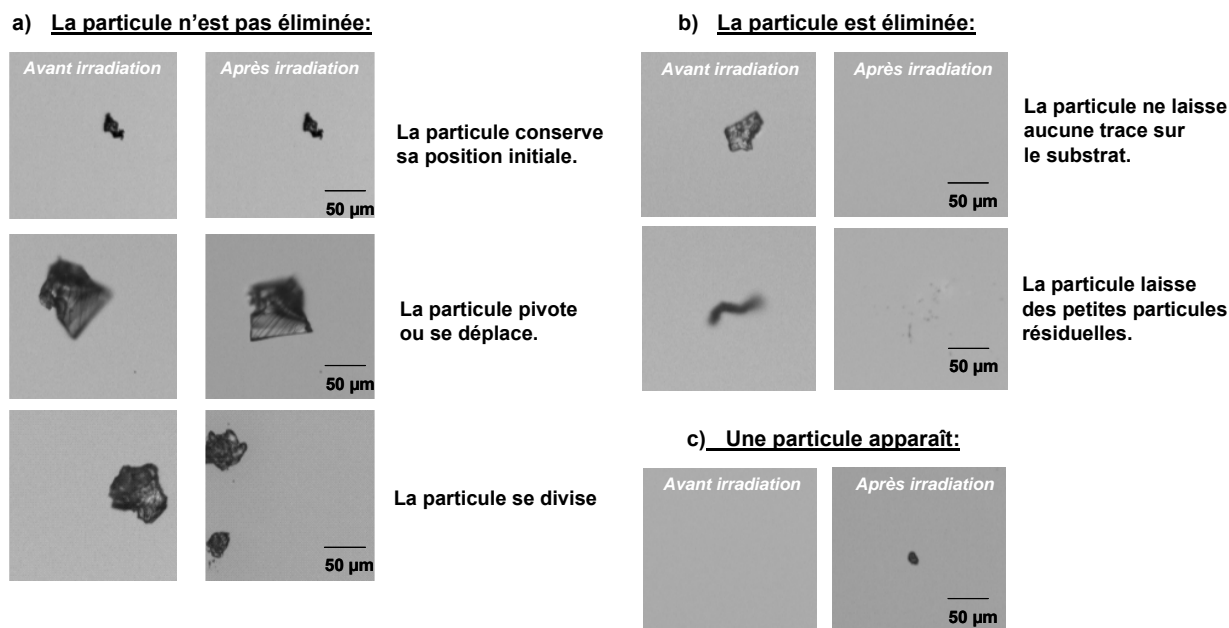 a) La particule n'est pas éliminée:
Avant irradiation
Après irradiation
50 µm
La particule conserve
sa position initiale.
50 µm
La particule pivote
ou se déplace.
50 µm
La particule se divise
b) La particule est éliminée:
Avant irradiation
Après irradiation
50 µm
La particule ne laisse
aucune trace sur
le substrat.
50 µm
La particule laisse
des petites particules
résiduelles.
c) Une particule apparaît:
Avant irradiation
Après irradiation
50 µm